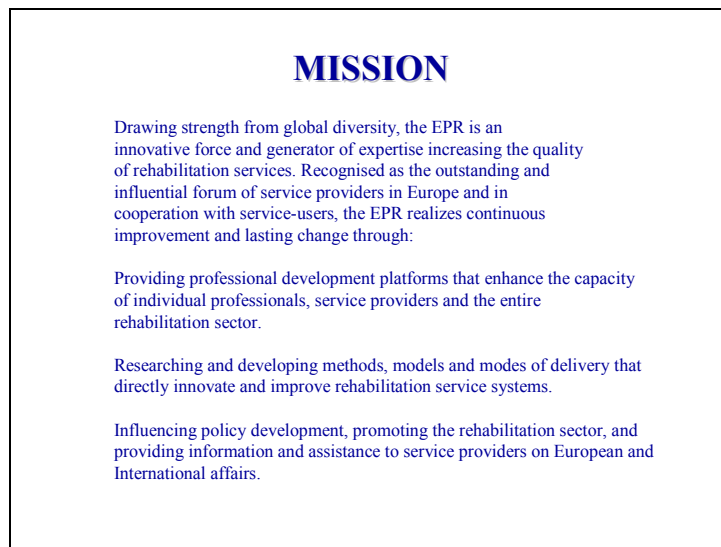 MISSION
Drawing strength from global diversity, the EPR is an
innovative force and generator of expertise increasing the quality
of rehabilitation services. Recognised as the outstanding and
influential forum of service providers in Europe and in
cooperation with service-users, the EPR realizes continuous
improvement and lasting change through:
Providing professional development platforms that enhance the capacity
of individual professionals, service providers and the entire
rehabilitation sector.
Researching and developing methods, models and modes of delivery that
directly innovate and improve rehabilitation service systems.
Influencing policy development, promoting the rehabilitation sector, and
providing information and assistance to service providers on European and
International affairs.